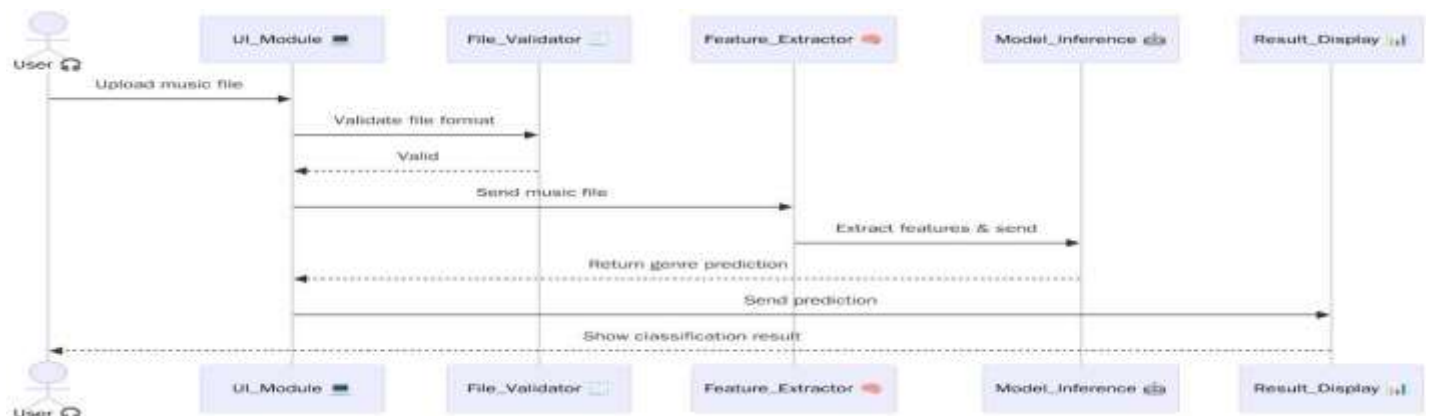 UI_Module 💻 File_Validator Feature_Extractor 🧠 Model_Inference 🤖 Result_Display 📊
User 🎧
Upload music file
Validate file format
Valid
Send music file
Extract features & send
Return genre prediction
Send prediction
Show classification result
UI_Module 💻 File_Validator Feature_Extractor 🧠 Model_Inference 🤖 Result_Display 📊
User 🎧